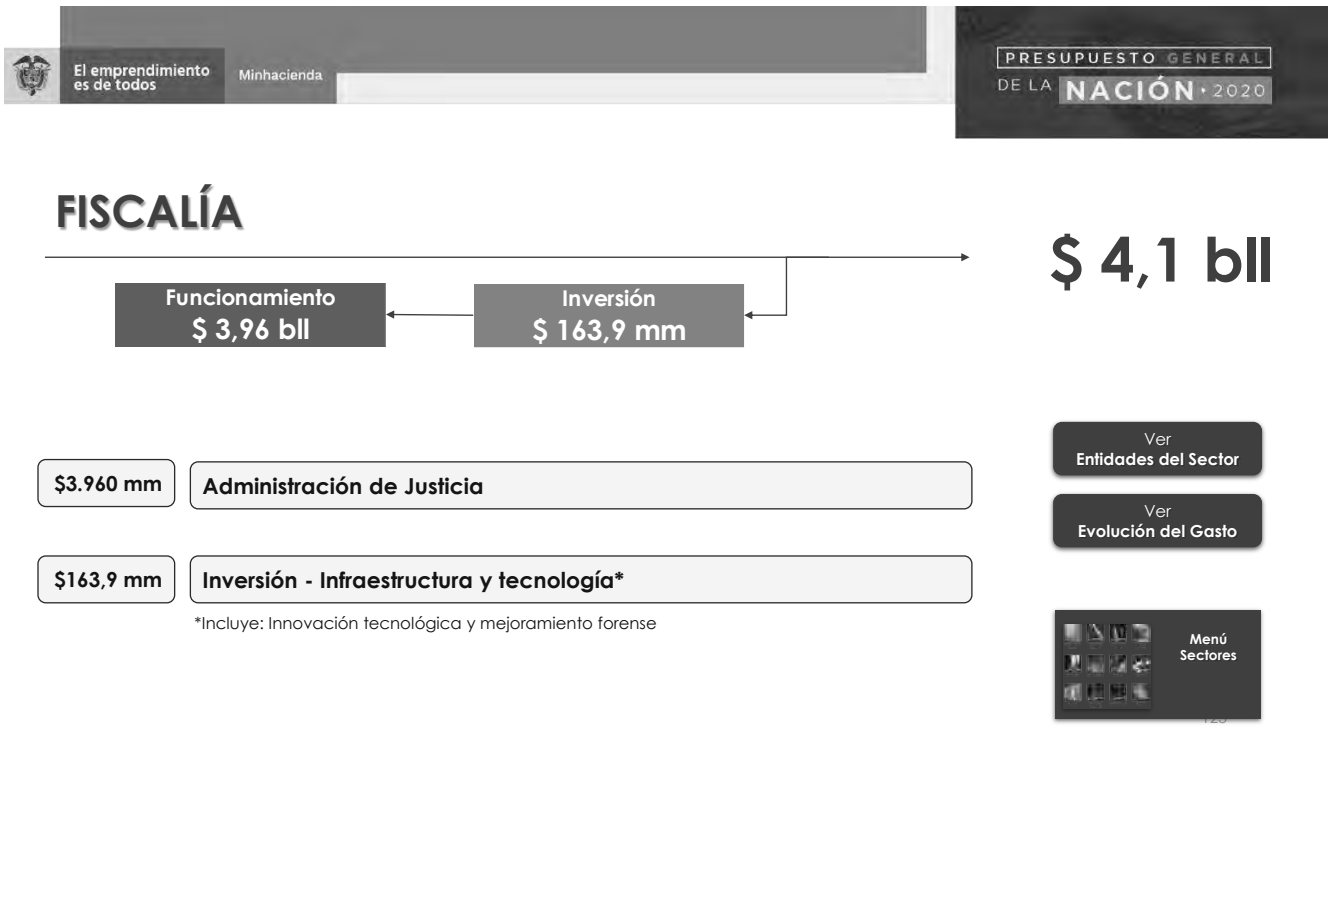 El emprendimiento
es de todos
Minhacienda
PRESUPUESTO GENERAL
DE LA NACIÓN • 2020
FISCALÍA
$ 4,1 bll
Funcionamiento
$ 3,96 bll
Inversión
$ 163,9 mm
Ver
Entidades del Sector
$3.960 mm
Administración de Justicia
Ver
Evolución del Gasto
$163,9 mm
Inversión - Infraestructura y tecnología*
*Incluye: Innovación tecnológica y mejoramiento forense
Menú
Sectores